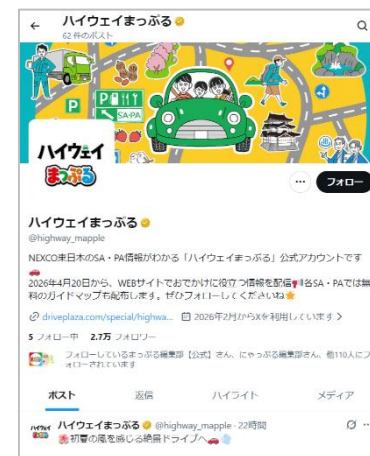 ハイウェイまっぷる
62 件のポスト
P
P
SA・PA
P
ハイウェイ
まっぷる
フォロー
ハイウェイまっぷる
@highway_mapple
NEXCO東日本のSA・PA情報がわかる「ハイウェイまっぷる」公式アカウントです
2026年4月20日から、WEBサイトでおでかけに役立つ情報を配信 各SA・PAでは無
料のガイドマップも配布します。ぜひフォローしてくださいね
driveplaza.com/special/highwa... 2026年2月からXを利用しています
5 フォロー中 2.7万 フォロワー
フォローしているまっぷる編集部【公式】さん、にゃっぷる編集部さん、他110人にフ
ォローされています
ポスト 返信 ハイライト メディア
ハイウェイまっぷる @highway_mapple · 22時間
初夏の風を感じる絶景ドライブへ